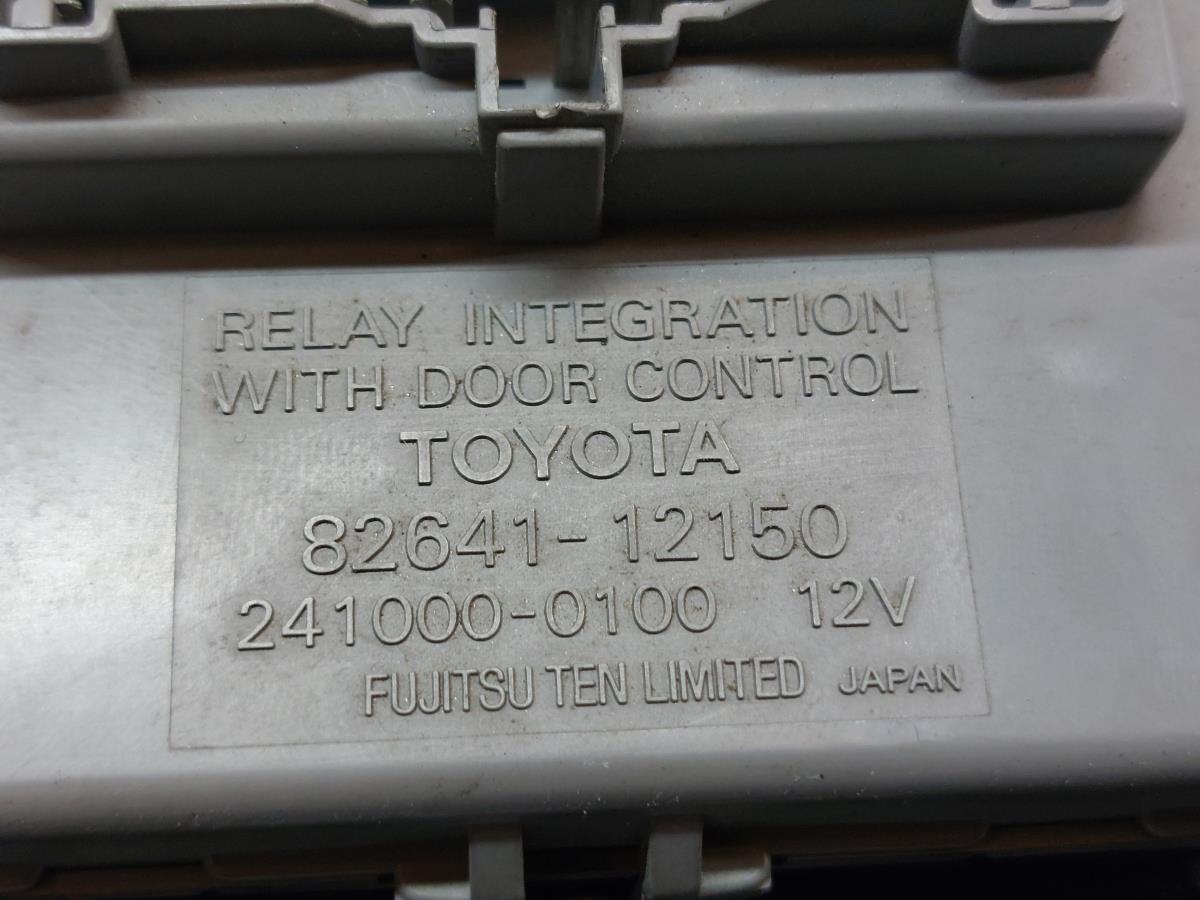 RELAY INTEGRATION
WITH DOOR CONTROL
TOYOTA
82641-12150
241000-0100 12V
FUJITSU TEN LIMITED JAPAN